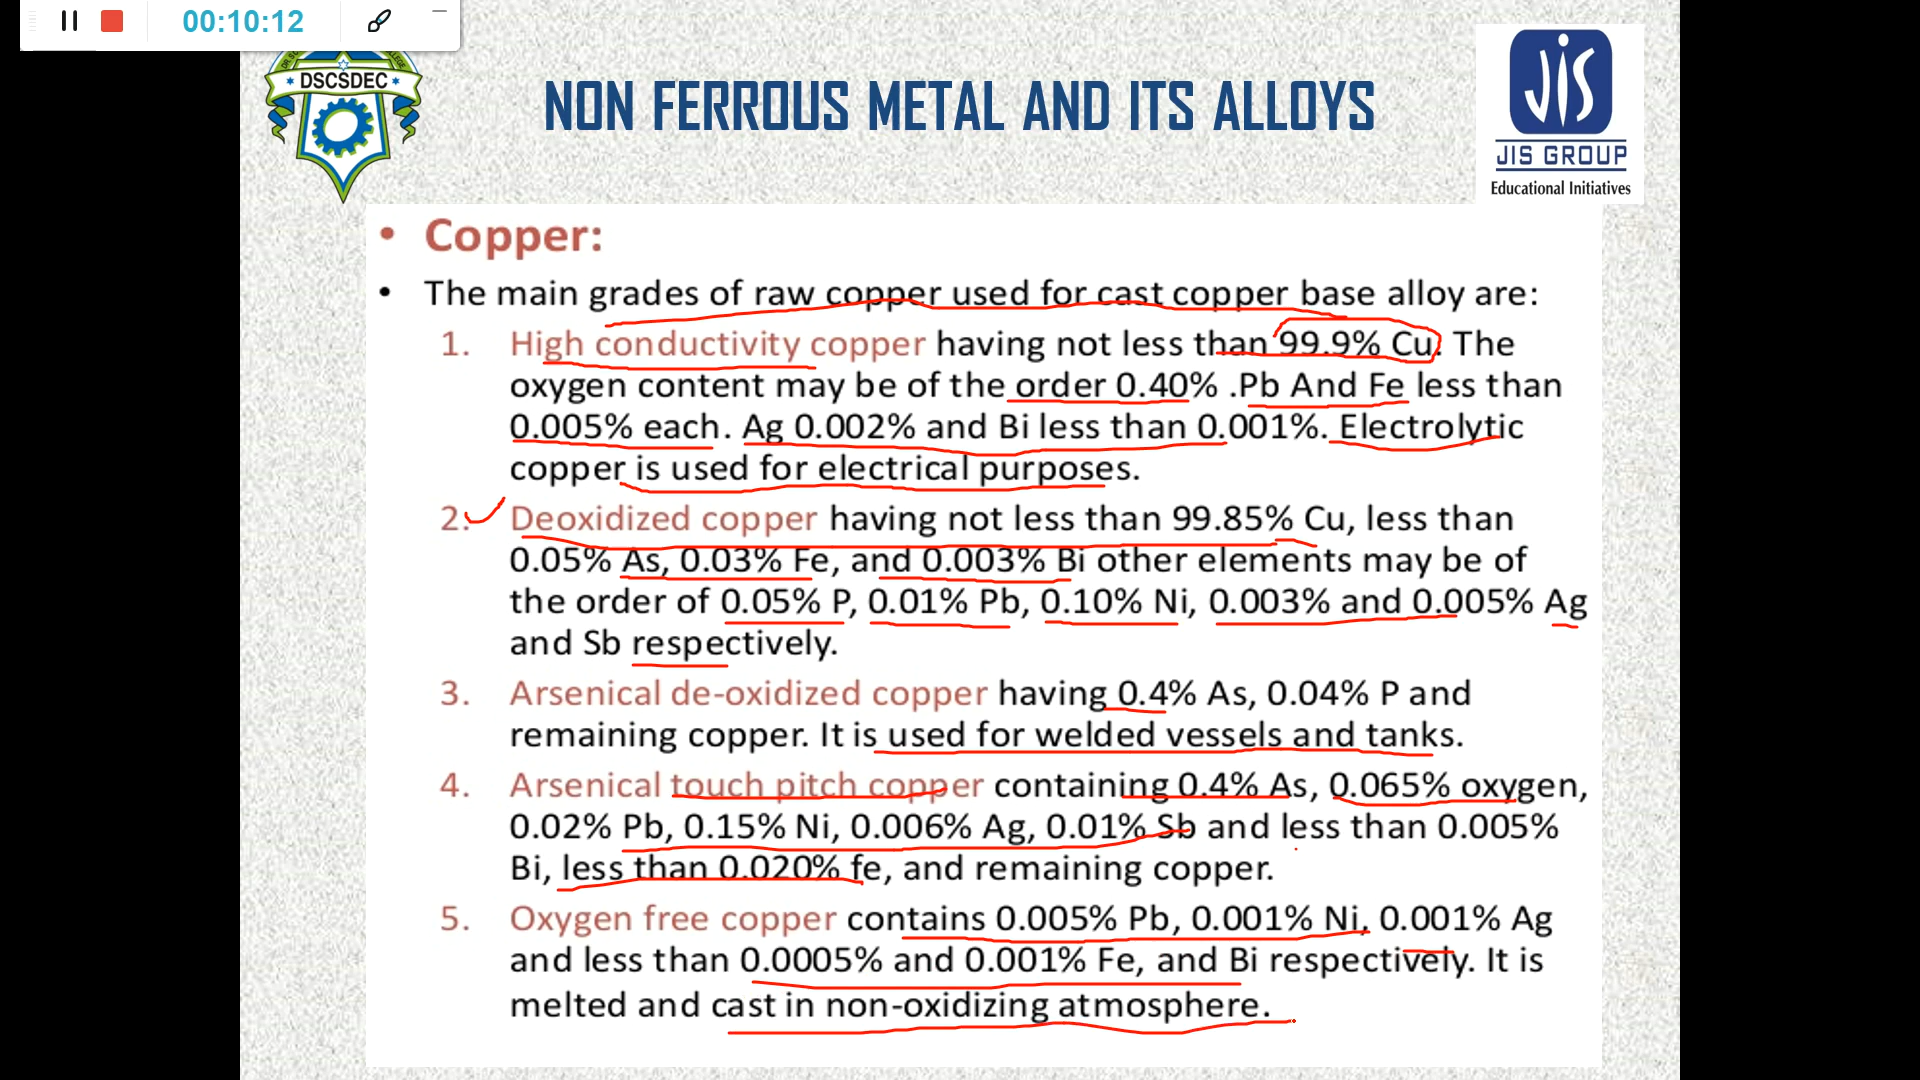 00:10:12
DSCSDEC
NON FERROUS METAL AND ITS ALLOYS
JIS
JIS GROUP
Educational Initiatives
• Copper:
• The main grades of raw copper used for cast copper base alloy are:
1. High conductivity copper having not less than 99.9% Cu. The
oxygen content may be of the order 0.40% .Pb And Fe less than
0.005% each. Ag 0.002% and Bi less than 0.001%. Electrolytic
copper is used for electrical purposes.
2. Deoxidized copper having not less than 99.85% Cu, less than
0.05% As, 0.03% Fe, and 0.003% Bi other elements may be of
the order of 0.05% P, 0.01% Pb, 0.10% Ni, 0.003% and 0.005% Ag
and Sb respectively.
3. Arsenical de-oxidized copper having 0.4% As, 0.04% P and
remaining copper. It is used for welded vessels and tanks.
4. Arsenical touch pitch copper containing 0.4% As, 0.065% oxygen,
0.02% Pb, 0.15% Ni, 0.006% Ag, 0.01% Sb and less than 0.005%
Bi, less than 0.020% fe, and remaining copper.
5. Oxygen free copper contains 0.005% Pb, 0.001% Ni, 0.001% Ag
and less than 0.0005% and 0.001% Fe, and Bi respectively. It is
melted and cast in non-oxidizing atmosphere.